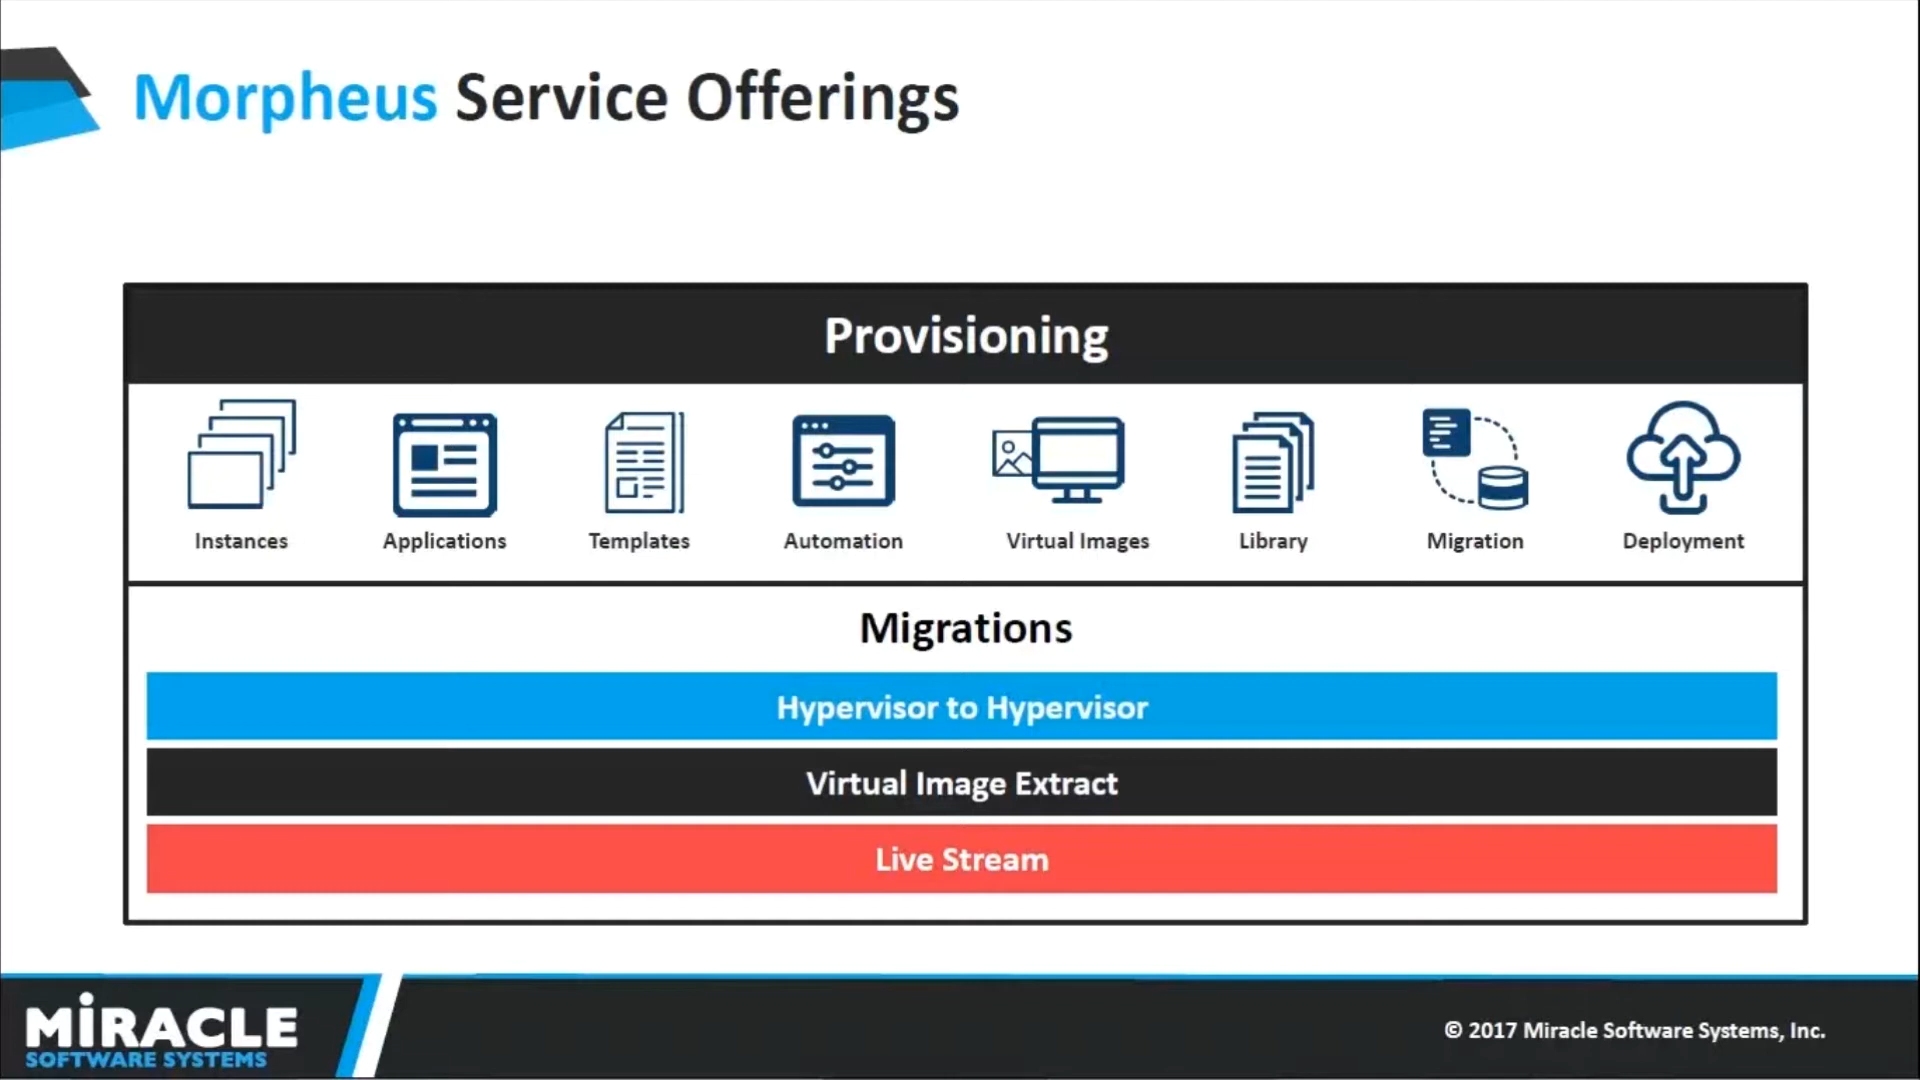 Morpheus Service Offerings
Provisioning
Instances
Applications
Templates
Automation
Virtual Images
Library
Migration
Deployment
Migrations
Hypervisor to Hypervisor
Virtual Image Extract
Live Stream
MiRACLE
SOFTWARE SYSTEMS
© 2017 Miracle Software Systems, Inc.